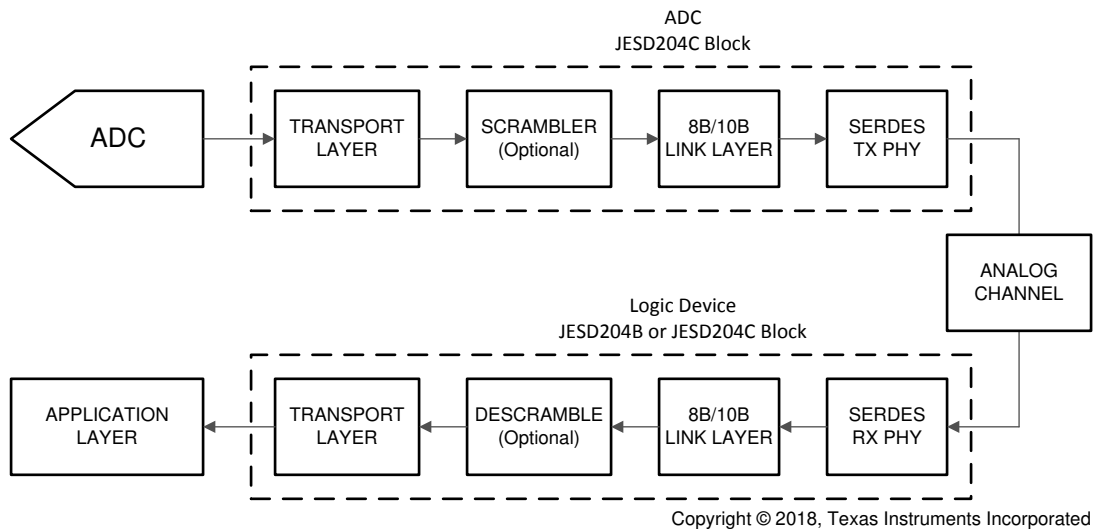 ADC
JESD204C Block
ADC
TRANSPORT
LAYER
SCRAMBLER
(Optional)
8B/10B
LINK LAYER
SERDES
TX PHY
ANALOG
CHANNEL
Logic Device
JESD204B or JESD204C Block
APPLICATION
LAYER
TRANSPORT
LAYER
DESCRAMBLE
(Optional)
8B/10B
LINK LAYER
SERDES
RX PHY
Copyright © 2018, Texas Instruments Incorporated